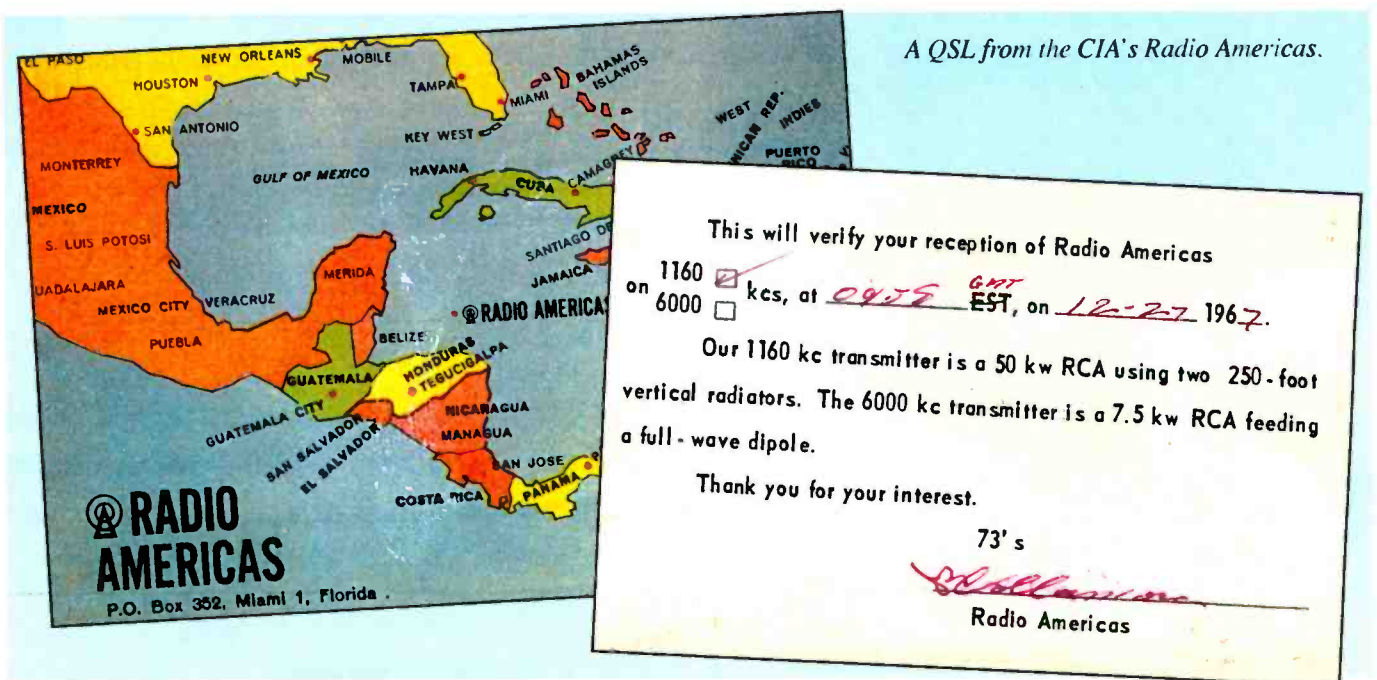 A QSL from the CIA's Radio Americas.
EL PASO
NEW ORLEANS
MOBILE
HOUSTON
TAMPA
BAHAMAS
ISLANDS
MIAMI
SAN ANTONIO
KEY WEST
WEST
INDIES
NICAN REP.
PUERTO
RICO
MONTERREY
GULF OF MEXICO
HAVANA
CUBA
CAMAGREY
MEXICO
S. LUIS POTOSI
SANTIAGO DE
JAMAICA
UADALAJARA
MEXICO CITY
VERACRUZ
MERIDA
RADIO AMERICAS
PUEBLA
BELIZE
HONDURAS
TEGUCIGALPA
GUATEMALA
GUATEMALA CITY
NICARAGUA
MANAGUA
SAN SALVADOR
EL SALVADOR
SAN JOSE
COSTA RICA
PANAMA
P
RADIO
AMERICAS
P.O. Box 352, Miami 1, Florida
This will verify your reception of Radio Americas
on 1160 kcs, at GMT EST, on 12-27 1967.
6000
Our 1160 kc transmitter is a 50 kw RCA using two 250-foot
vertical radiators. The 6000 kc transmitter is a 7.5 kw RCA feeding
a full-wave dipole.
Thank you for your interest.
73's
Radio Americas